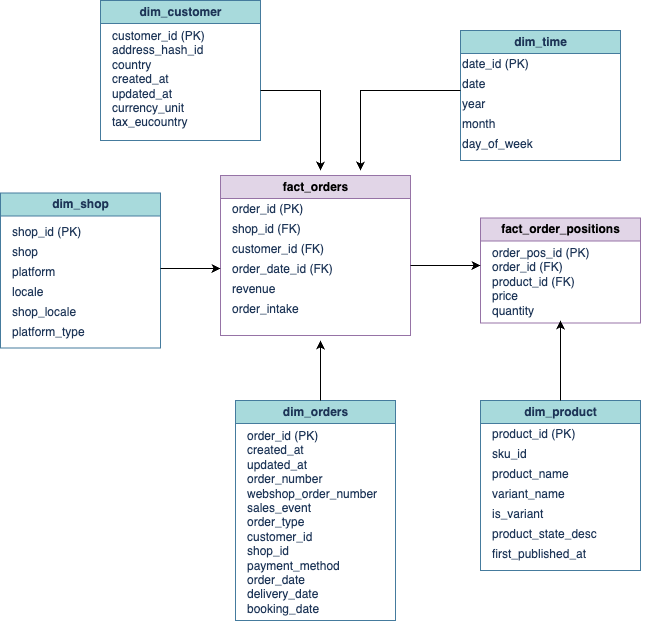 dim_customer
customer_id (PK)
address_hash_id
country
created_at
updated_at
currency_unit
tax_eucountry
dim_time
date_id (PK)
date
year
month
day_of_week
dim_shop
shop_id (PK)
shop
platform
locale
shop_locale
platform_type
fact_orders
order_id (PK)
shop_id (FK)
customer_id (FK)
order_date_id (FK)
revenue
order_intake
fact_order_positions
order_pos_id (PK)
order_id (FK)
product_id (FK)
price
quantity
dim_orders
order_id (PK)
created_at
updated_at
order_number
webshop_order_number
sales_event
order_type
customer_id
shop_id
payment_method
order_date
delivery_date
booking_date
dim_product
product_id (PK)
sku_id
product_name
variant_name
is_variant
product_state_desc
first_published_at